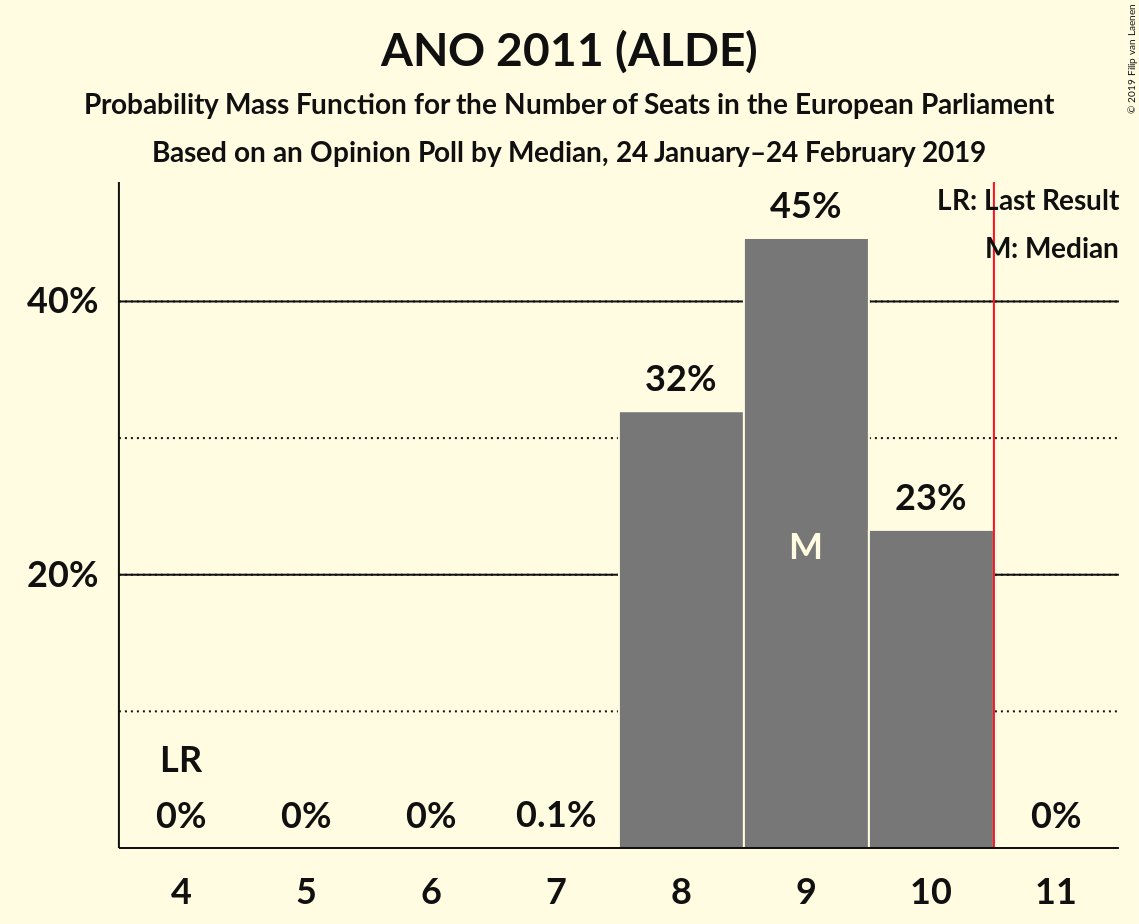 ANO 2011 (ALDE)
Probability Mass Function for the Number of Seats in the European Parliament
Based on an Opinion Poll by Median, 24 January–24 February 2019
© 2019 Filip van Laenen
LR: Last Result
M: Median
45%
40%
32%
23%
M
20%
LR
0%
0%
0%
0.1%
0%
4
5
6
7
8
9
10
11